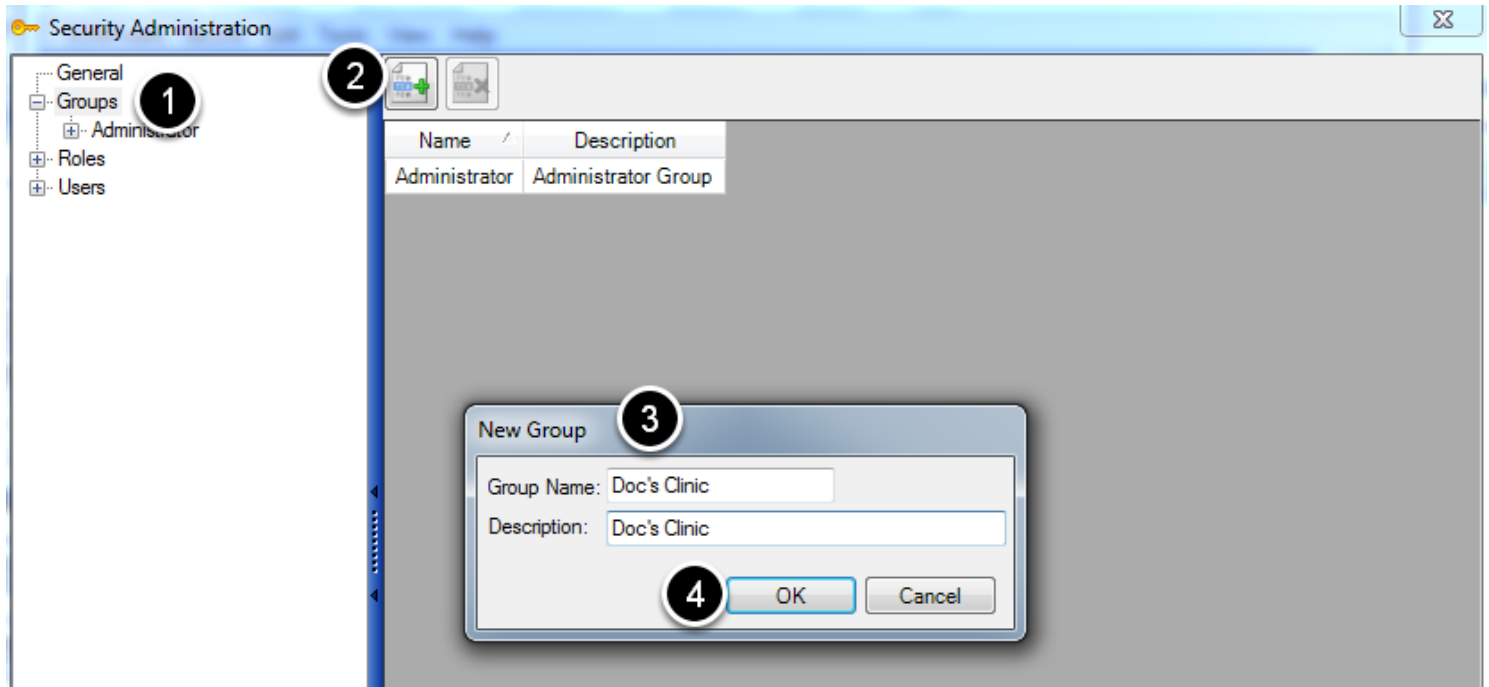 Security Administration
General
Groups
1
2
Administrator
Roles
Users
Name Description
Administrator Administrator Group
New Group
3
Group Name: Doc's Clinic
Description: Doc's Clinic
4
OK Cancel